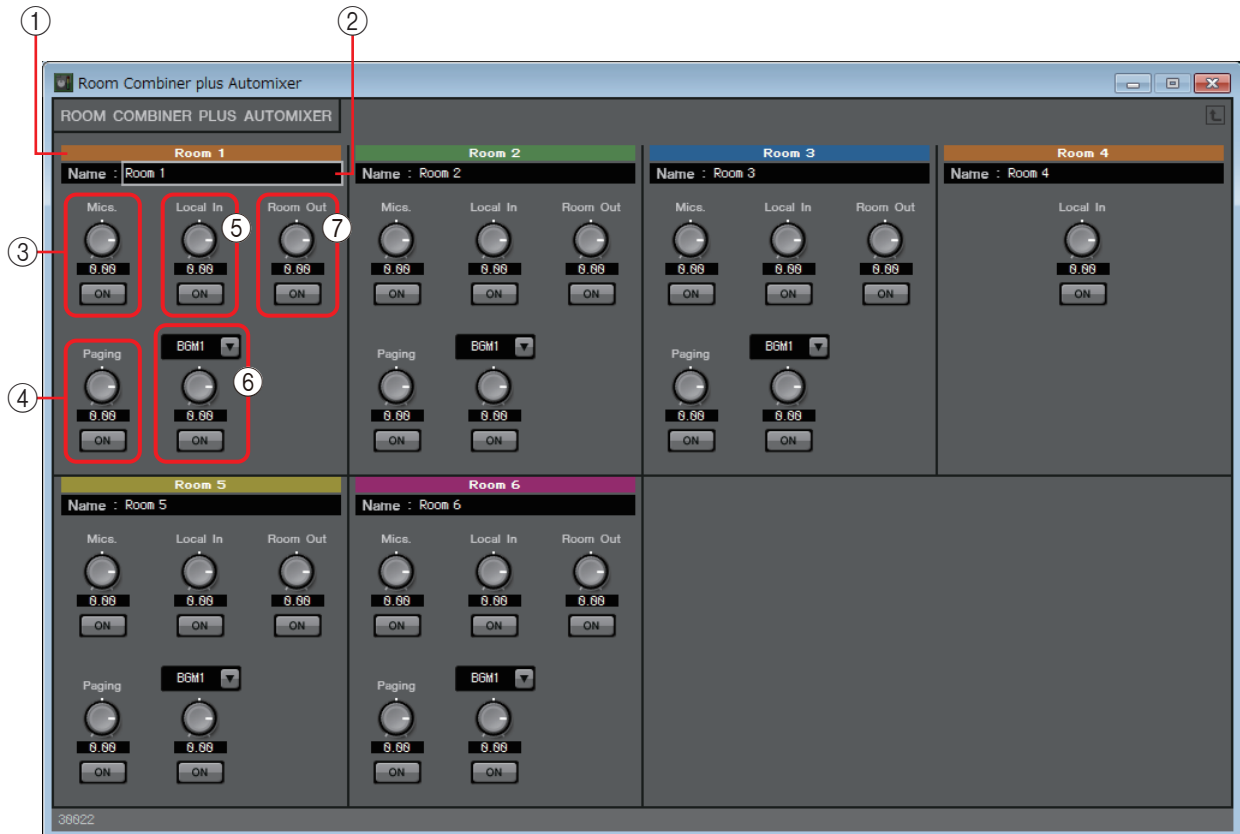 ① ②
Room Combiner plus Automixer
ROOM COMBINER PLUS AUTOMIXER
Room 1 Room 2 Room 3 Room 4
Name : Room 1 Name : Room 2 Name : Room 3 Name : Room 4
Mics. Local In Room Out Mics. Local In Room Out Mics. Local In Room Out Local In
③ ⑤ ⑦
0.00 0.00 0.00 0.00 0.00 0.00 0.00 0.00 0.00 0.00
ON ON ON ON ON ON ON ON ON ON
Paging BGM1 Paging BGM1 Paging BGM1
④ ⑥
0.00 0.00 0.00 0.00 0.00 0.00
ON ON ON ON ON ON
Room 5 Room 6
Name : Room 5 Name : Room 6
Mics. Local In Room Out Mics. Local In Room Out
0.00 0.00 0.00 0.00 0.00 0.00
ON ON ON ON ON ON
Paging BGM1 Paging BGM1
0.00 0.00 0.00 0.00
ON ON ON ON
30022